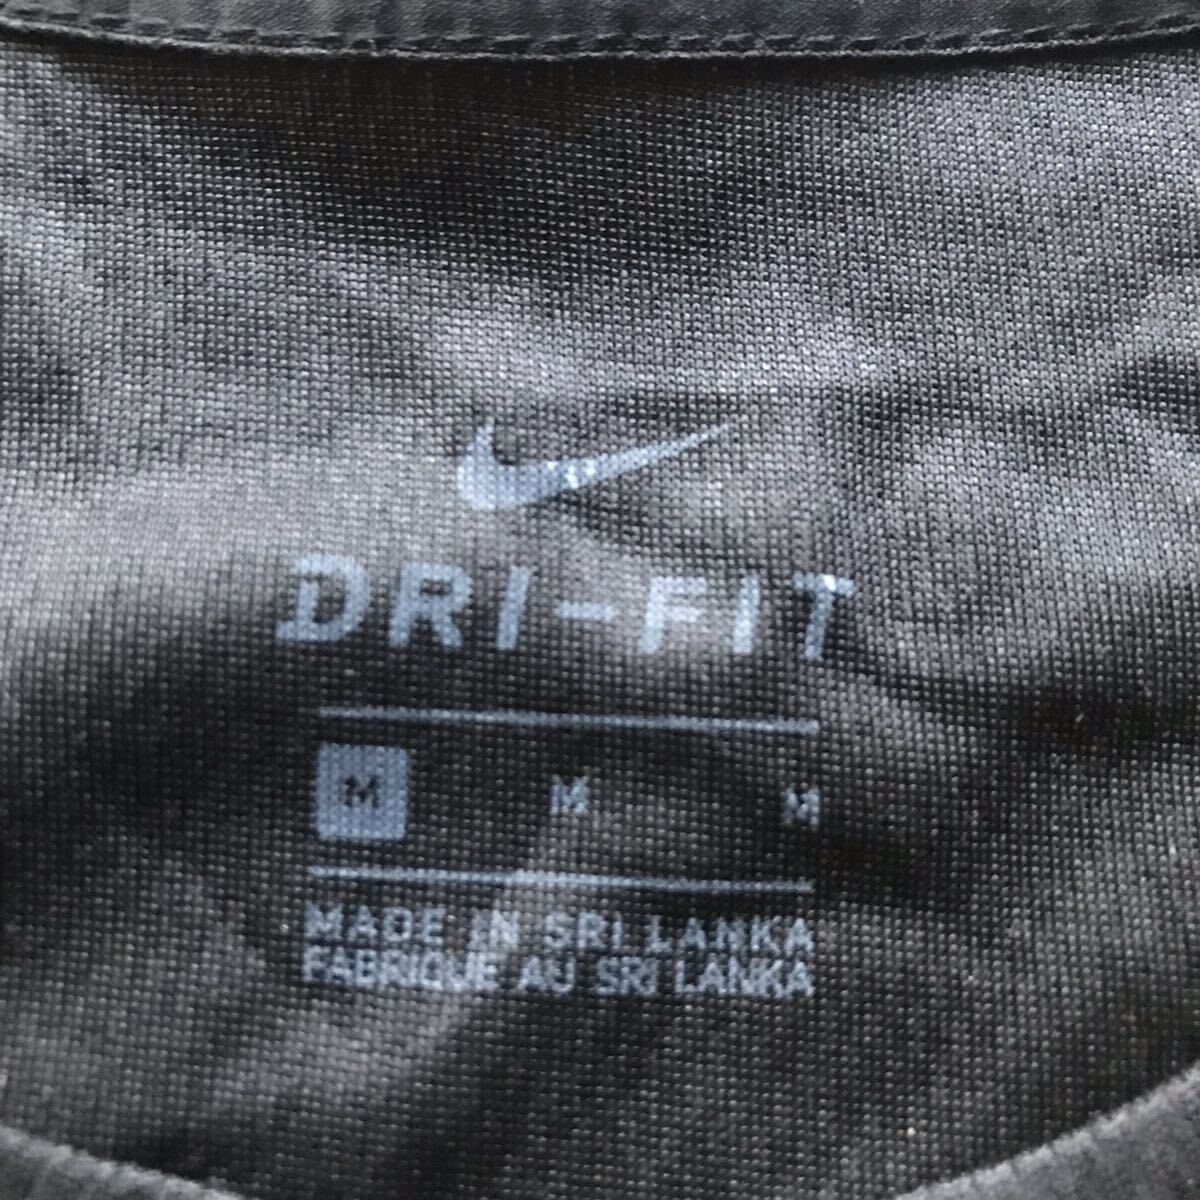 DRI-FIT
M M M
MADE IN SRI LANKA
FABRIQUE AU SRI LANKA